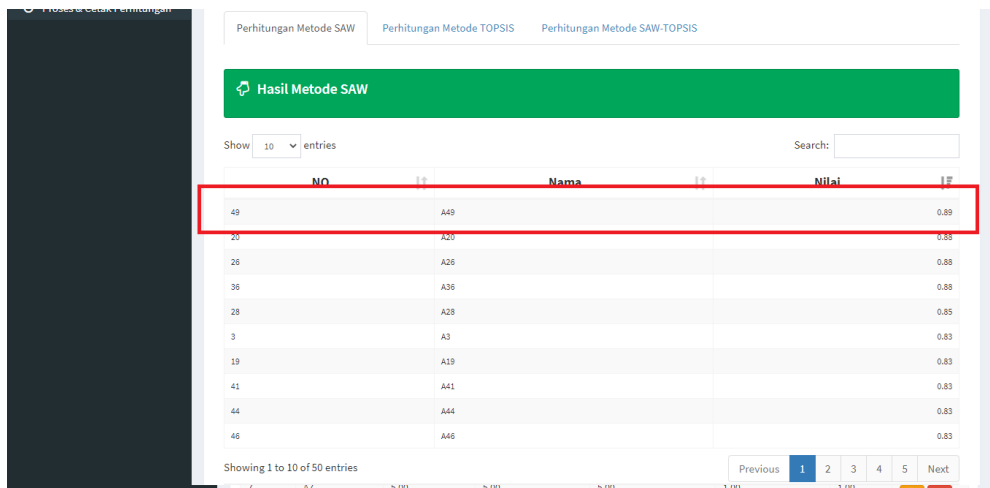 Proses & Cetak Perhitungan
Perhitungan Metode SAW Perhitungan Metode TOPSIS Perhitungan Metode SAW-TOPSIS
Hasil Metode SAW
Show 10 entries Search:
NO Nama Nilai
49 A49 0.89
20 A20 0.88
26 A26 0.88
36 A36 0.88
28 A28 0.85
3 A3 0.83
19 A19 0.83
41 A41 0.83
44 A44 0.83
46 A46 0.83
Showing 1 to 10 of 50 entries Previous 1 2 3 4 5 Next